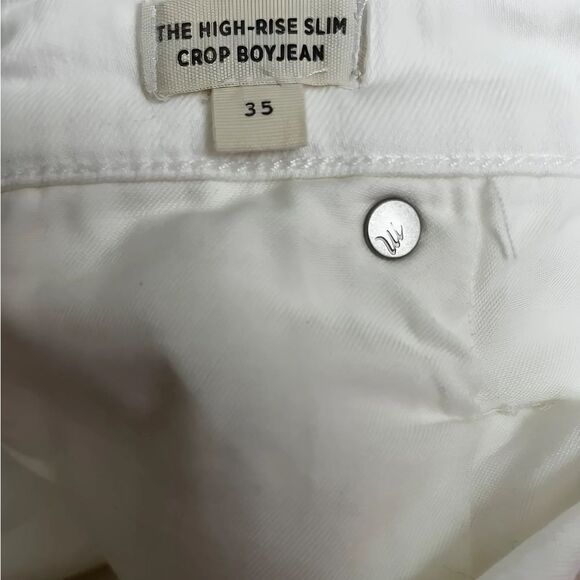 THE HIGH-RISE SLIM
CROP BOYJEAN
35